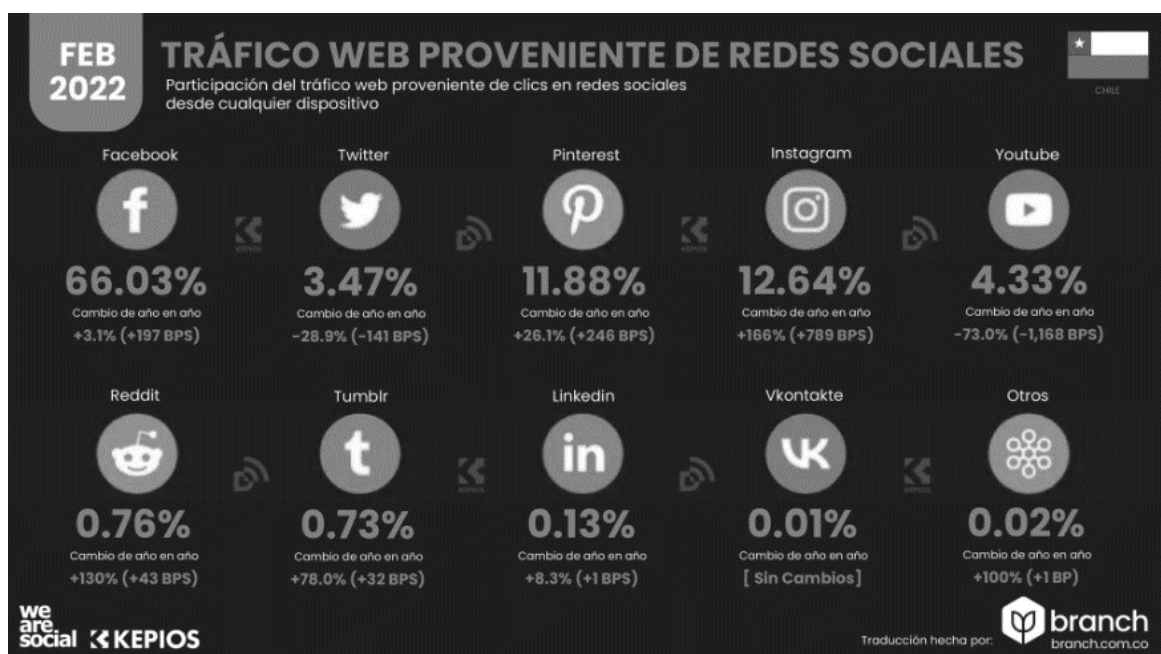 FEB
2022
TRÁFICO WEB PROVENIENTE DE REDES SOCIALES
Participación del tráfico web proveniente de clics en redes sociales
desde cualquier dispositivo
CHILE
Facebook
Twitter
Pinterest
Instagram
Youtube
66.03%
3.47%
11.88%
12.64%
4.33%
Cambio de año en año
Cambio de año en año
Cambio de año en año
Cambio de año en año
Cambio de año en año
+3.1% (+197 BPS)
-28.9% (-141 BPS)
+26.1% (+246 BPS)
+166% (+789 BPS)
-73.0% (-1,168 BPS)
KEPIOS
KEPIOS
Reddit
Tumblr
Linkedin
Vkontakte
Otros
0.76%
0.73%
0.13%
0.01%
0.02%
Cambio de año en año
Cambio de año en año
Cambio de año en año
Cambio de año en año
Cambio de año en año
+130% (+43 BPS)
+78.0% (+32 BPS)
+8.3% (+1 BPS)
[ Sin Cambios]
+100% (+1 BP)
KEPIOS
KEPIOS
we
are
social
KEPIOS
Traducción hecha por:
branch
branch.com.co